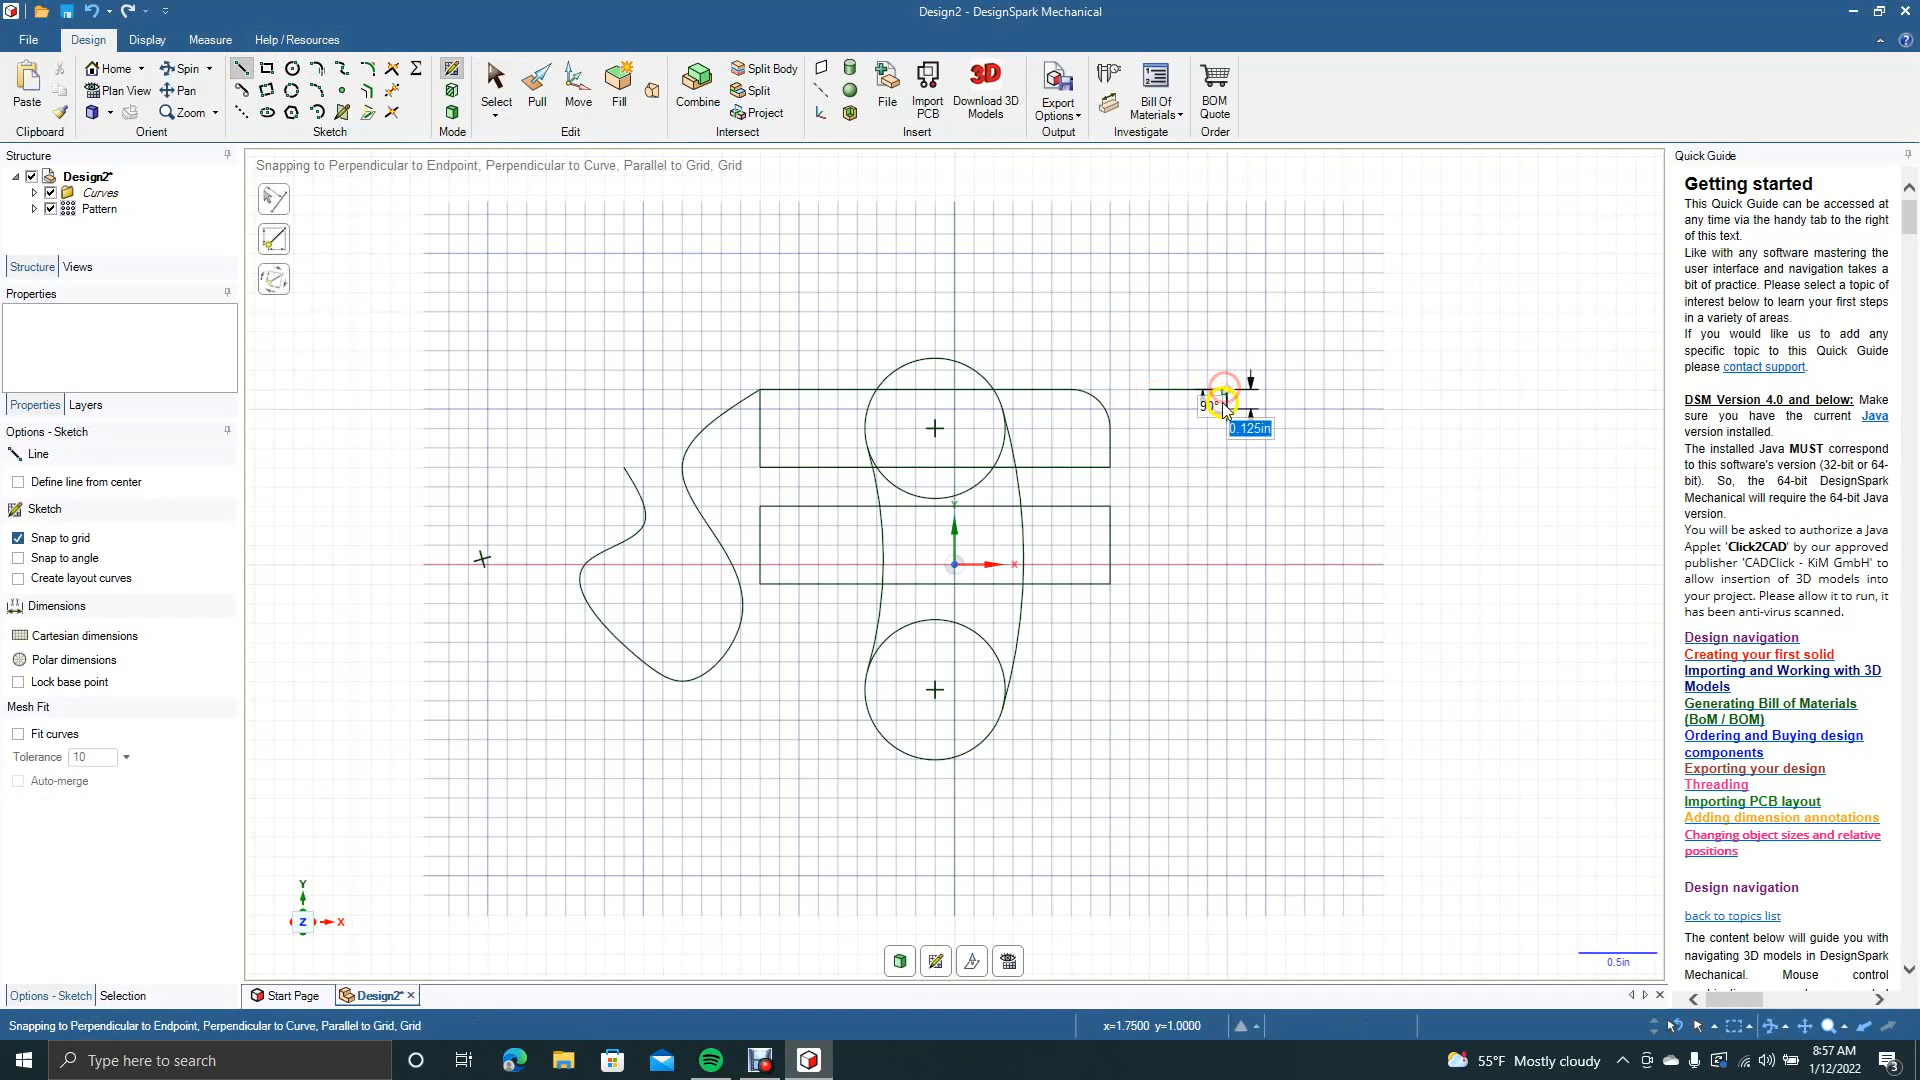 Design2 - DesignSpark Mechanical
File
Design
Display
Measure
Help / Resources
Paste
Clipboard
Home
Spin
Plan View
Pan
Zoom
Orient
Sketch
Mode
Select
Pull
Move
Fill
Edit
Combine
Split Body
Split
Project
Intersect
File
Import PCB
Download 3D Models
Insert
Export Options
Output
Bill Of Materials
Investigate
BOM Quote
Order
Structure
Design2*
Curves
Pattern
Structure
Views
Properties
Properties
Layers
Options - Sketch
Line
Define line from center
Sketch
Snap to grid
Snap to angle
Create layout curves
Dimensions
Cartesian dimensions
Polar dimensions
Lock base point
Mesh Fit
Fit curves
Tolerance 10
Auto-merge
Options - Sketch
Selection
Snapping to Perpendicular to Endpoint, Perpendicular to Curve, Parallel to Grid, Grid
90°
0.125in
Y
X
Y
Z
X
0.5in
Start Page
Design2*
Quick Guide
Getting started
This Quick Guide can be accessed at
any time via the handy tab to the right
of this text.
Like with any software mastering the
user interface and navigation takes a
bit of practice. Please select a topic of
interest below to learn your first steps
in a variety of areas.
If you would like us to add any
specific topic to this Quick Guide
please contact support.
DSM Version 4.0 and below: Make
sure you have the current Java
version installed.
The installed Java MUST correspond
to this software's version (32-bit or 64-
bit). So, the 64-bit DesignSpark
Mechanical will require the 64-bit Java
version.
You will be asked to authorize a Java
Applet 'Click2CAD' by our approved
publisher 'CADClick - KiM GmbH' to
allow insertion of 3D models into
your project. Please allow it to run, it
has been anti-virus scanned.
Design navigation
Creating your first solid
Importing and Working with 3D
Models
Generating Bill of Materials
(BoM / BOM)
Ordering and Buying design
components
Exporting your design
Threading
Importing PCB layout
Adding dimension annotations
Changing object sizes and relative
positions
Design navigation
back to topics list
The content below will guide you with
navigating 3D models in DesignSpark
Mechanical. Mouse control
Snapping to Perpendicular to Endpoint, Perpendicular to Curve, Parallel to Grid, Grid
x=1.7500 y=1.0000
Type here to search
55°F Mostly cloudy
8:57 AM
1/12/2022
3